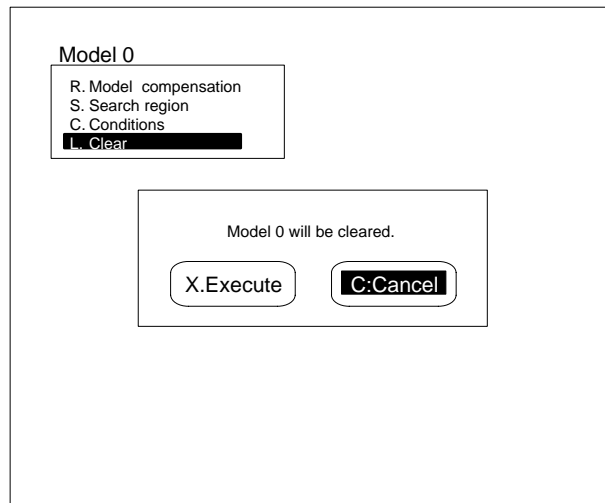 Model 0
R. Model compensation
S. Search region
C. Conditions
L. Clear
Model 0 will be cleared.
X.Execute C:Cancel